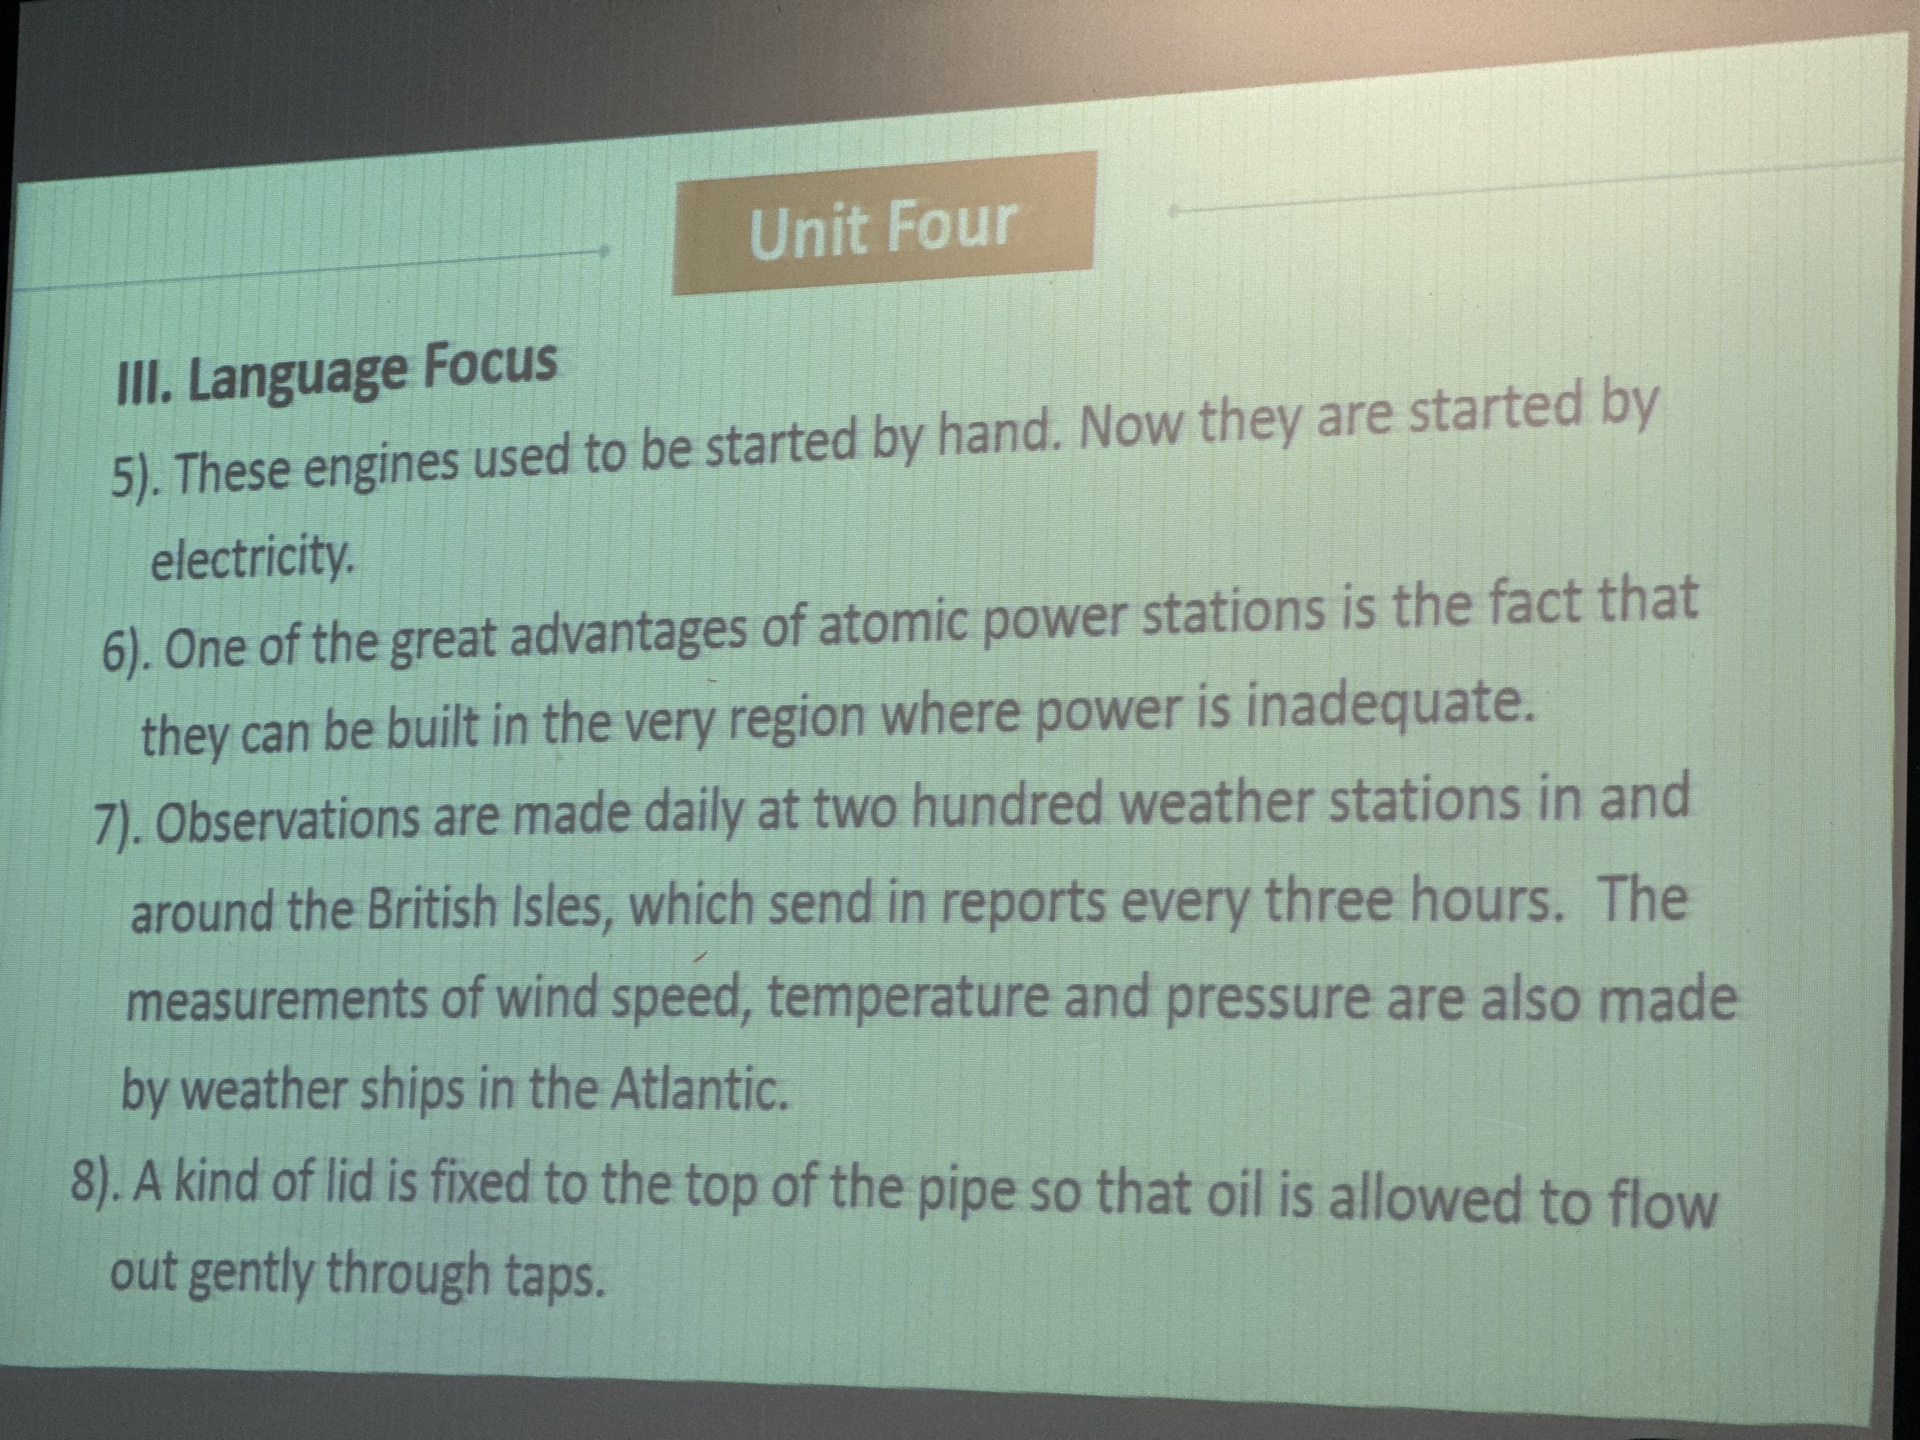 Unit Four
III. Language Focus
5). These engines used to be started by hand. Now they are started by
electricity.
6). One of the great advantages of atomic power stations is the fact that
they can be built in the very region where power is inadequate.
7). Observations are made daily at two hundred weather stations in and
around the British Isles, which send in reports every three hours. The
measurements of wind speed, temperature and pressure are also made
by weather ships in the Atlantic.
8). A kind of lid is fixed to the top of the pipe so that oil is allowed to flow
out gently through taps.